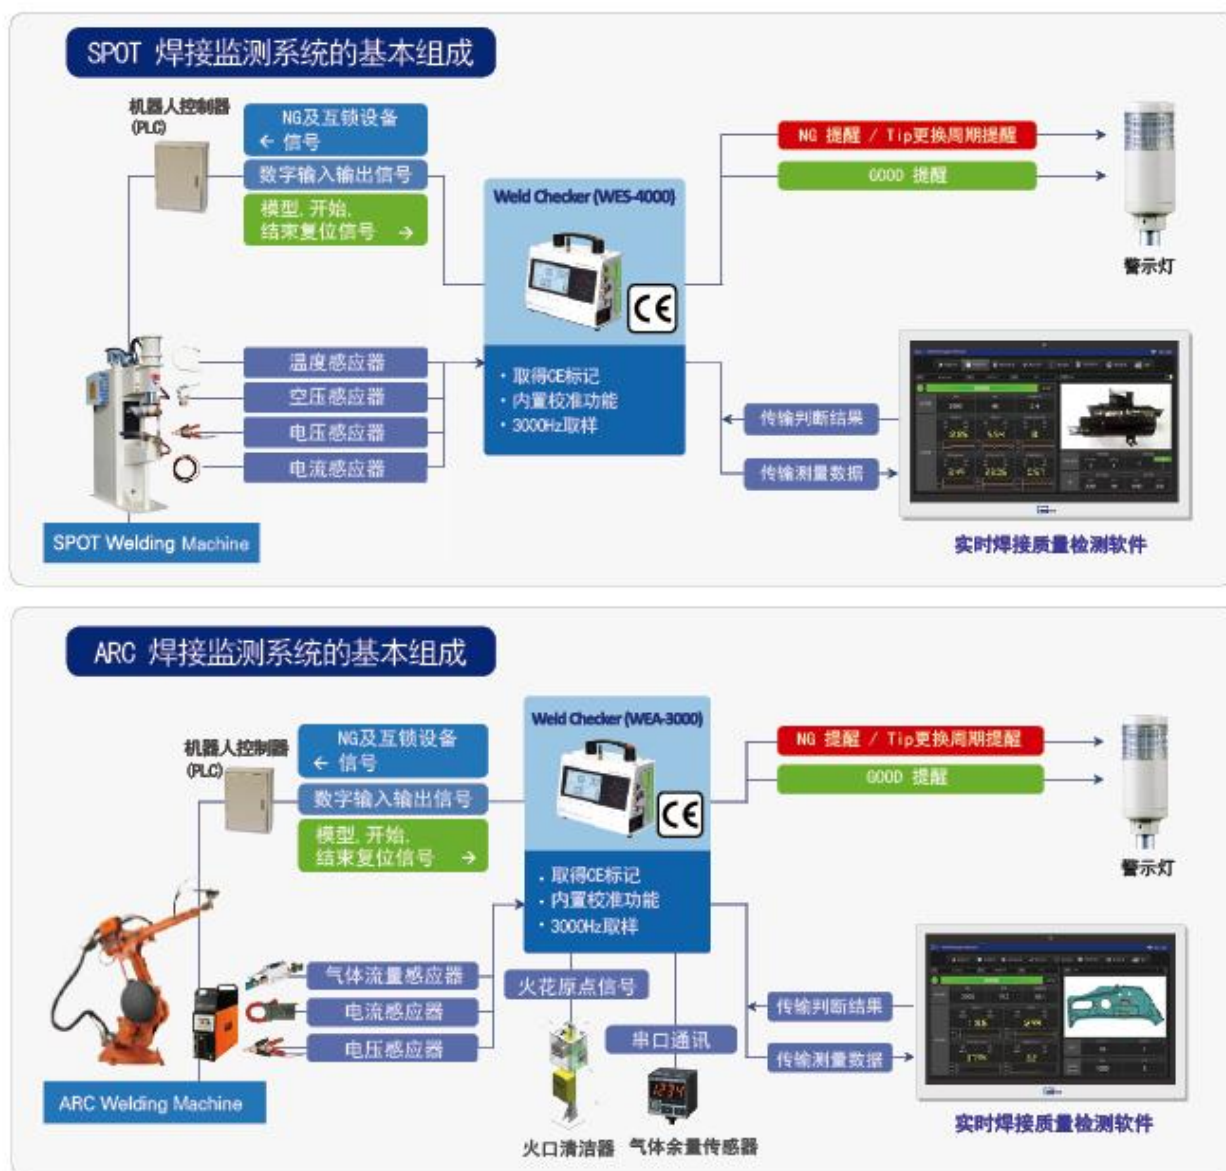 SPOT 焊接监测系统的基本组成
机器人控制器
(PLC)
NG及互锁设备
← 信号
数字输入输出信号
模型, 开始,
结束复位信号 →
Weld Checker (WES-4000)
CE
· 取得CE标记
· 内置校准功能
· 3000Hz取样
NG 提醒 / Tip更换周期提醒
GOOD 提醒
警示灯
温度感应器
空压感应器
电压感应器
电流感应器
SPOT Welding Machine
传输判断结果
传输测量数据
实时焊接质量检测软件
ARC 焊接监测系统的基本组成
机器人控制器
(PLC)
NG及互锁设备
← 信号
数字输入输出信号
模型, 开始,
结束复位信号 →
Weld Checker (WEA-3000)
CE
· 取得CE标记
· 内置校准功能
· 3000Hz取样
NG 提醒 / Tip更换周期提醒
GOOD 提醒
警示灯
气体流量感应器
电流感应器
电压感应器
ARC Welding Machine
火花原点信号
火口清洁器
串口通讯
1234
气体余量传感器
传输判断结果
传输测量数据
实时焊接质量检测软件